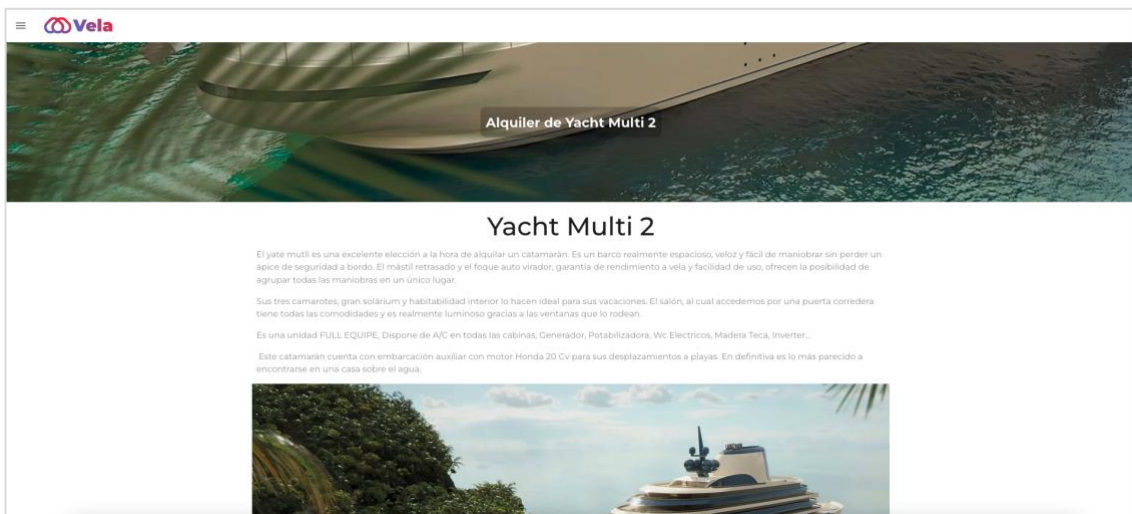 Vela
Alquiler de Yacht Multi 2
Yacht Multi 2
El yate mutli es una excelente elección a la hora de alquilar un catamarán. Es un barco realmente espacioso, veloz y fácil de maniobrar sin perder un
ápice de seguridad a bordo. El mástil retrasado y el foque auto virador, garantía de rendimiento a vela y facilidad de uso, ofrecen la posibilidad de
agrupar todas las maniobras en un único lugar.
Sus tres camarotes, gran solárium y habitabilidad interior lo hacen ideal para sus vacaciones. El salón, al cual accedemos por una puerta corredera
tiene todas las comodidades y es realmente luminoso gracias a las ventanas que lo rodean.
Es una unidad FULL EQUIPE, Dispone de A/C en todas las cabinas, Generador, Potabilizadora, Wc Electricos, Madera Teca, Inverter...
Este catamarán cuenta con embarcación auxiliar con motor Honda 20 Cv para sus desplazamientos a playas. En definitiva es lo más parecido a
encontrarse en una casa sobre el agua.